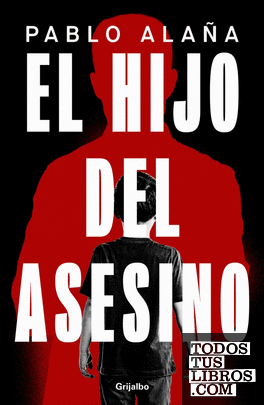 PABLO ALAÑA
EL HIJO
DEL
ASESINO
TODOS
TUS
LIBROS
.COM
Grijalbo